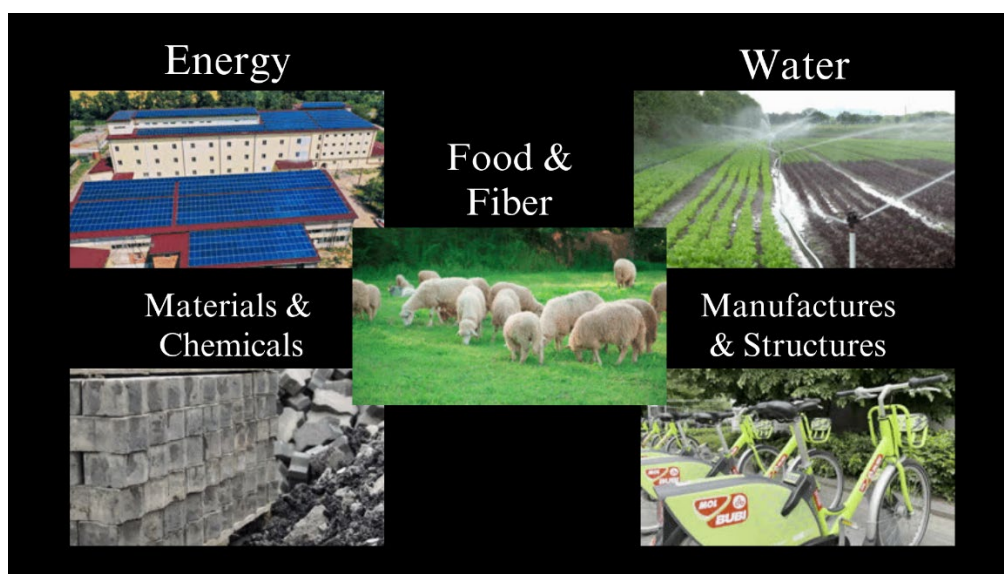 Energy
Water
Food &
Fiber
Materials &
Chemicals
Manufactures
& Structures
MOL
BUBI